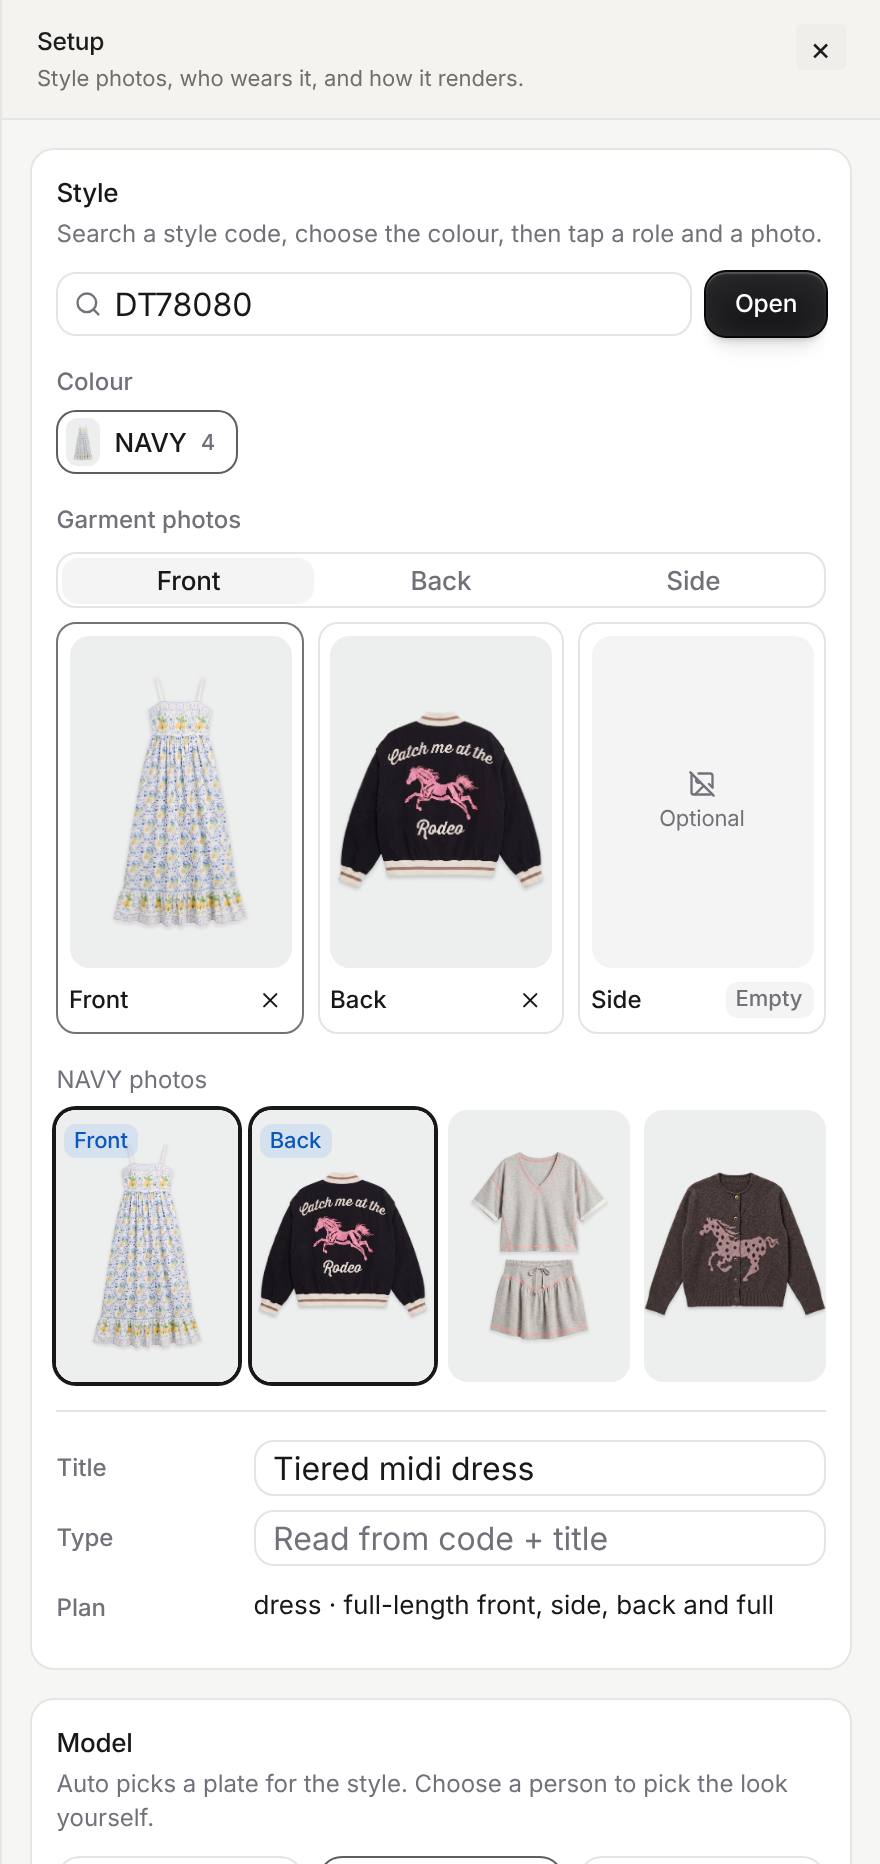 Setup
Style photos, who wears it, and how it renders.
Style
Search a style code, choose the colour, then tap a role and a photo.
DT78080
Open
Colour
NAVY 4
Garment photos
Front
Back
Side
Catch me at the
Rodeo
Optional
Front
Back
Side
Empty
NAVY photos
Front
Back
Catch me at the
Rodeo
Title
Tiered midi dress
Type
Read from code + title
Plan
dress · full-length front, side, back and full
Model
Auto picks a plate for the style. Choose a person to pick the look
yourself.